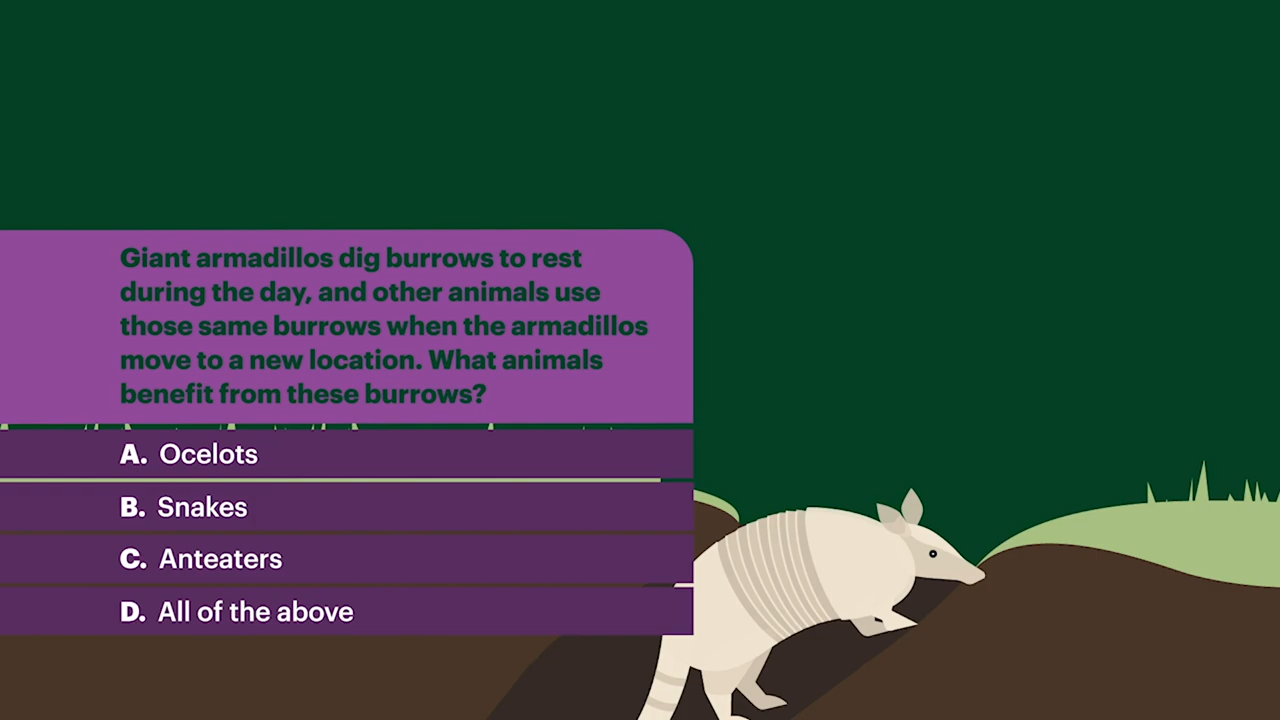 Giant armadillos dig burrows to rest
during the day, and other animals use
those same burrows when the armadillos
move to a new location. What animals
benefit from these burrows?
A. Ocelots
B. Snakes
C. Anteaters
D. All of the above